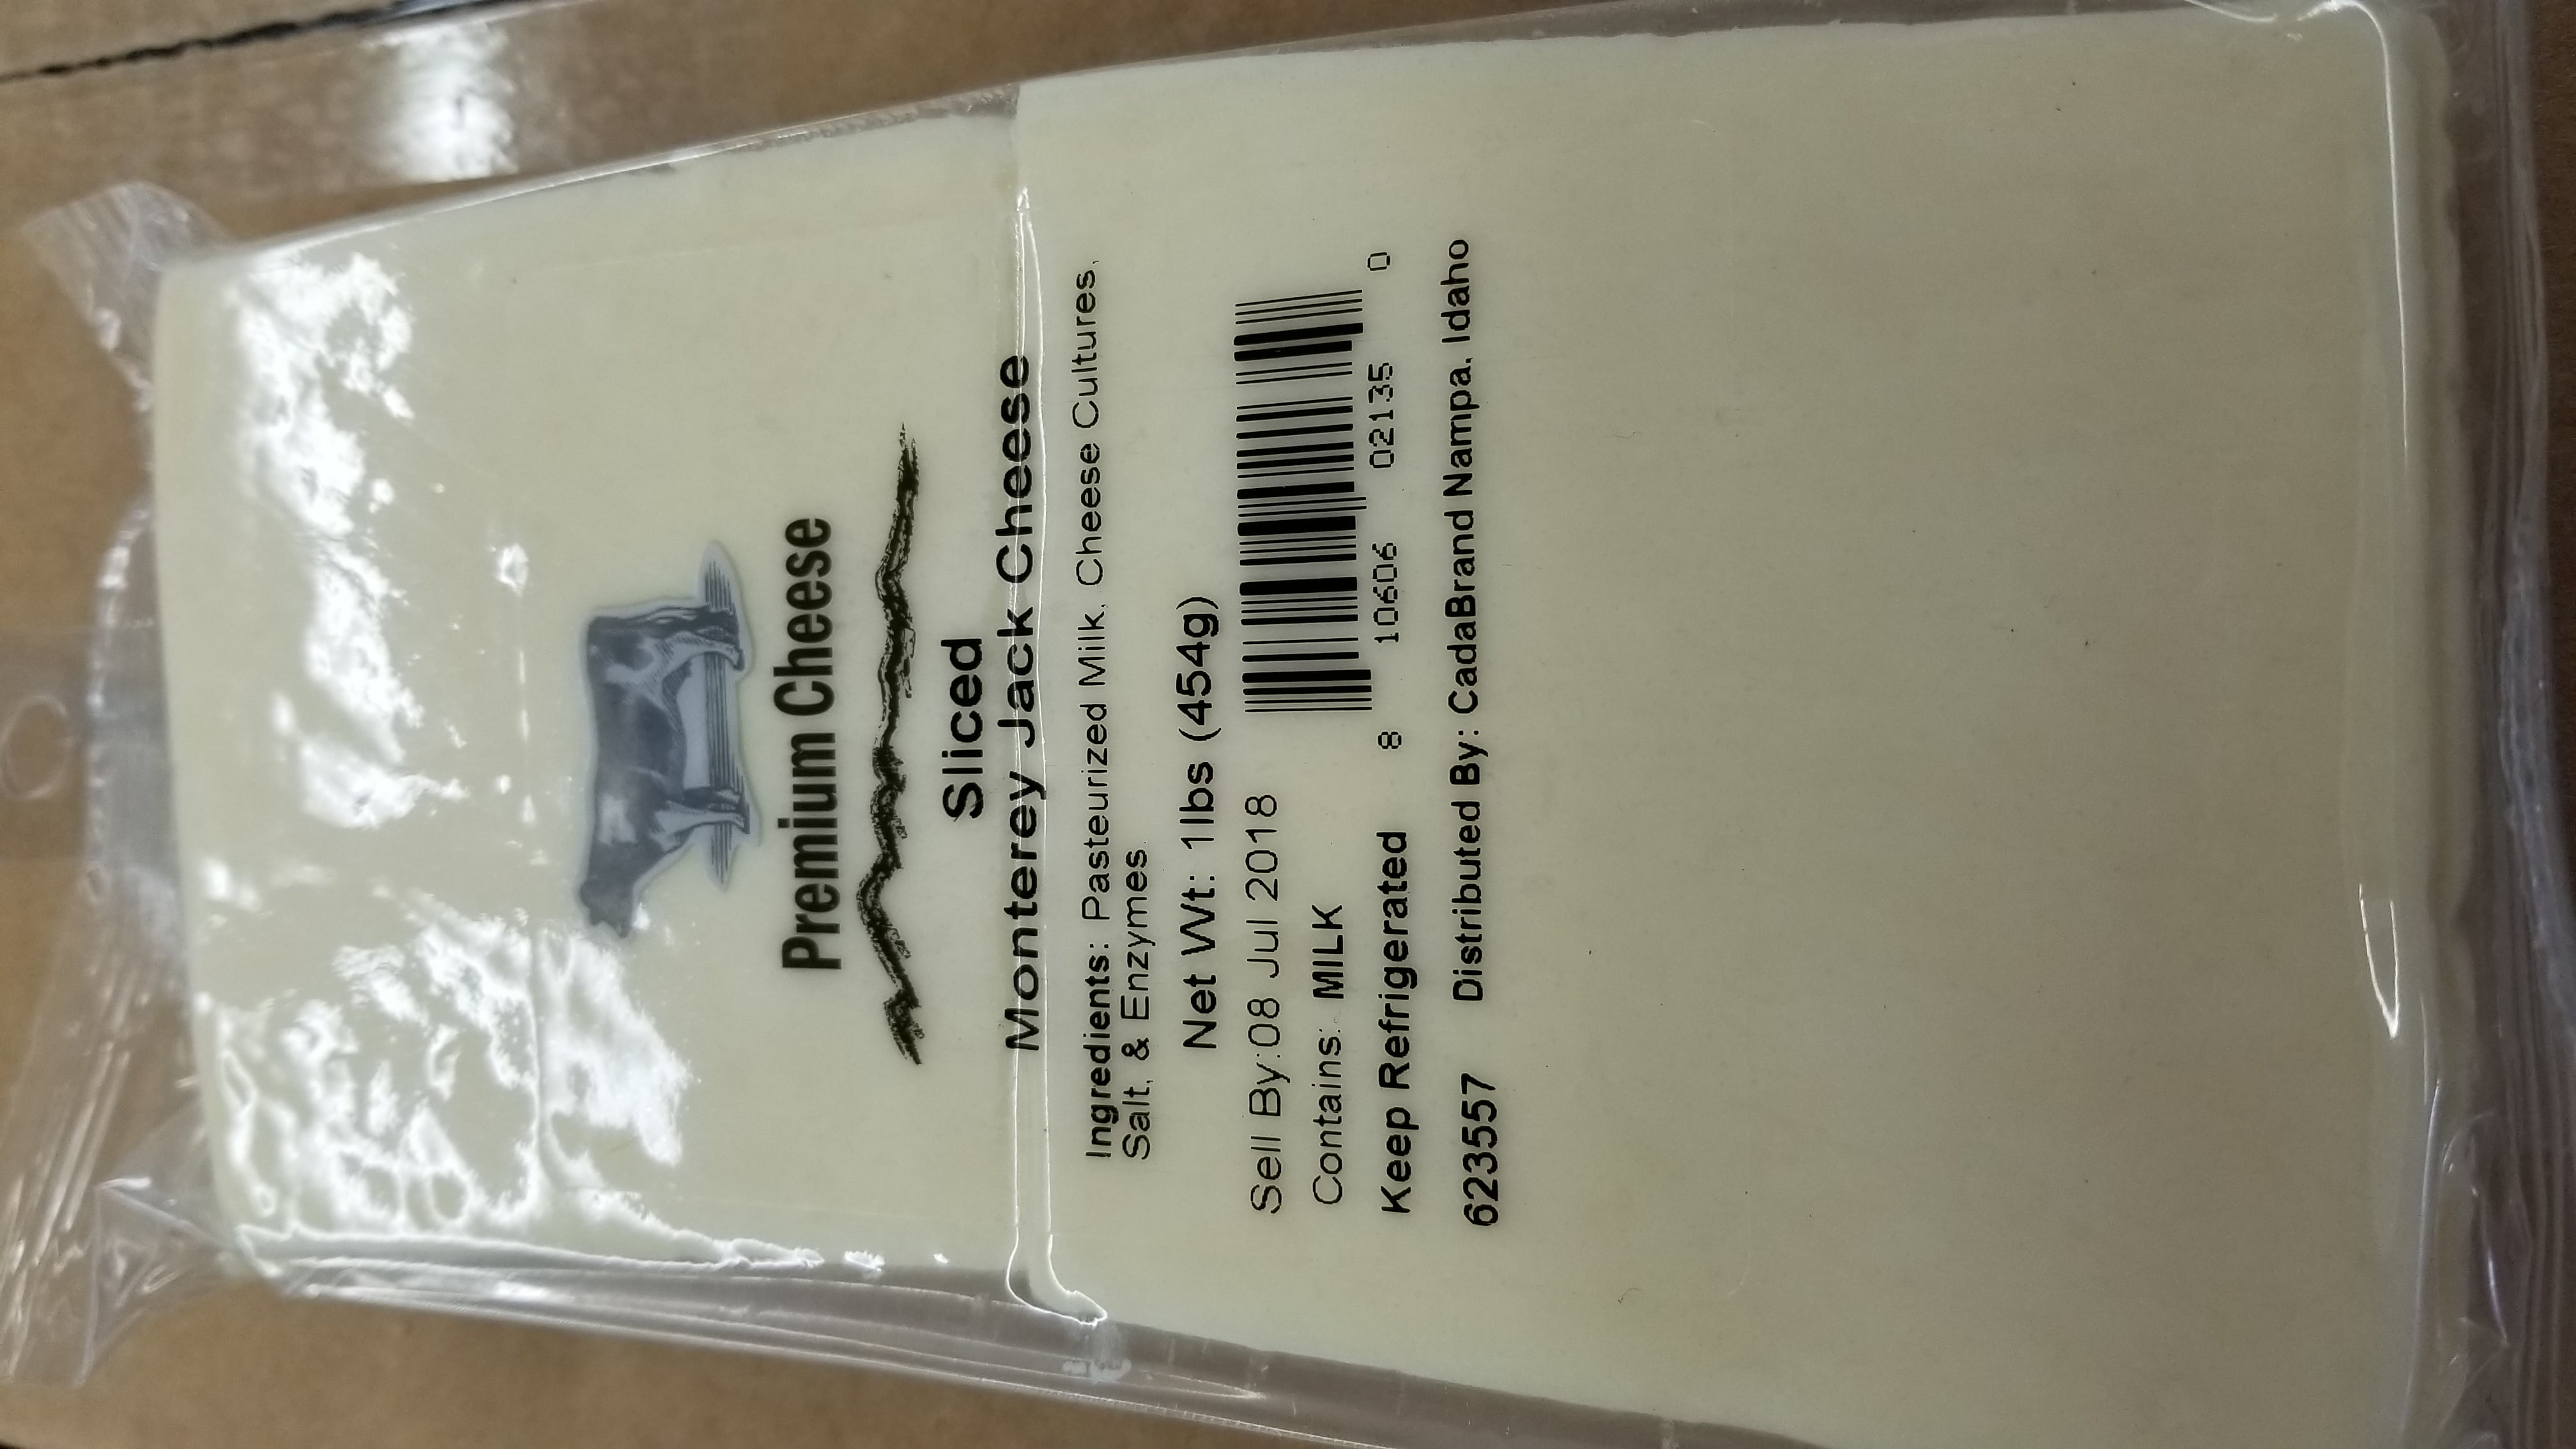 Premium Cheese
Sliced
Monterey Jack Cheese
Ingredients: Pasteurized Milk, Cheese Cultures,
Salt, & Enzymes
Net Wt: 1lbs (454g)
Sell By:08 Jul 2018
Contains: MILK
Keep Refrigerated
8 10606 02135 0
623557 Distributed By: CadaBrand Nampa, Idaho